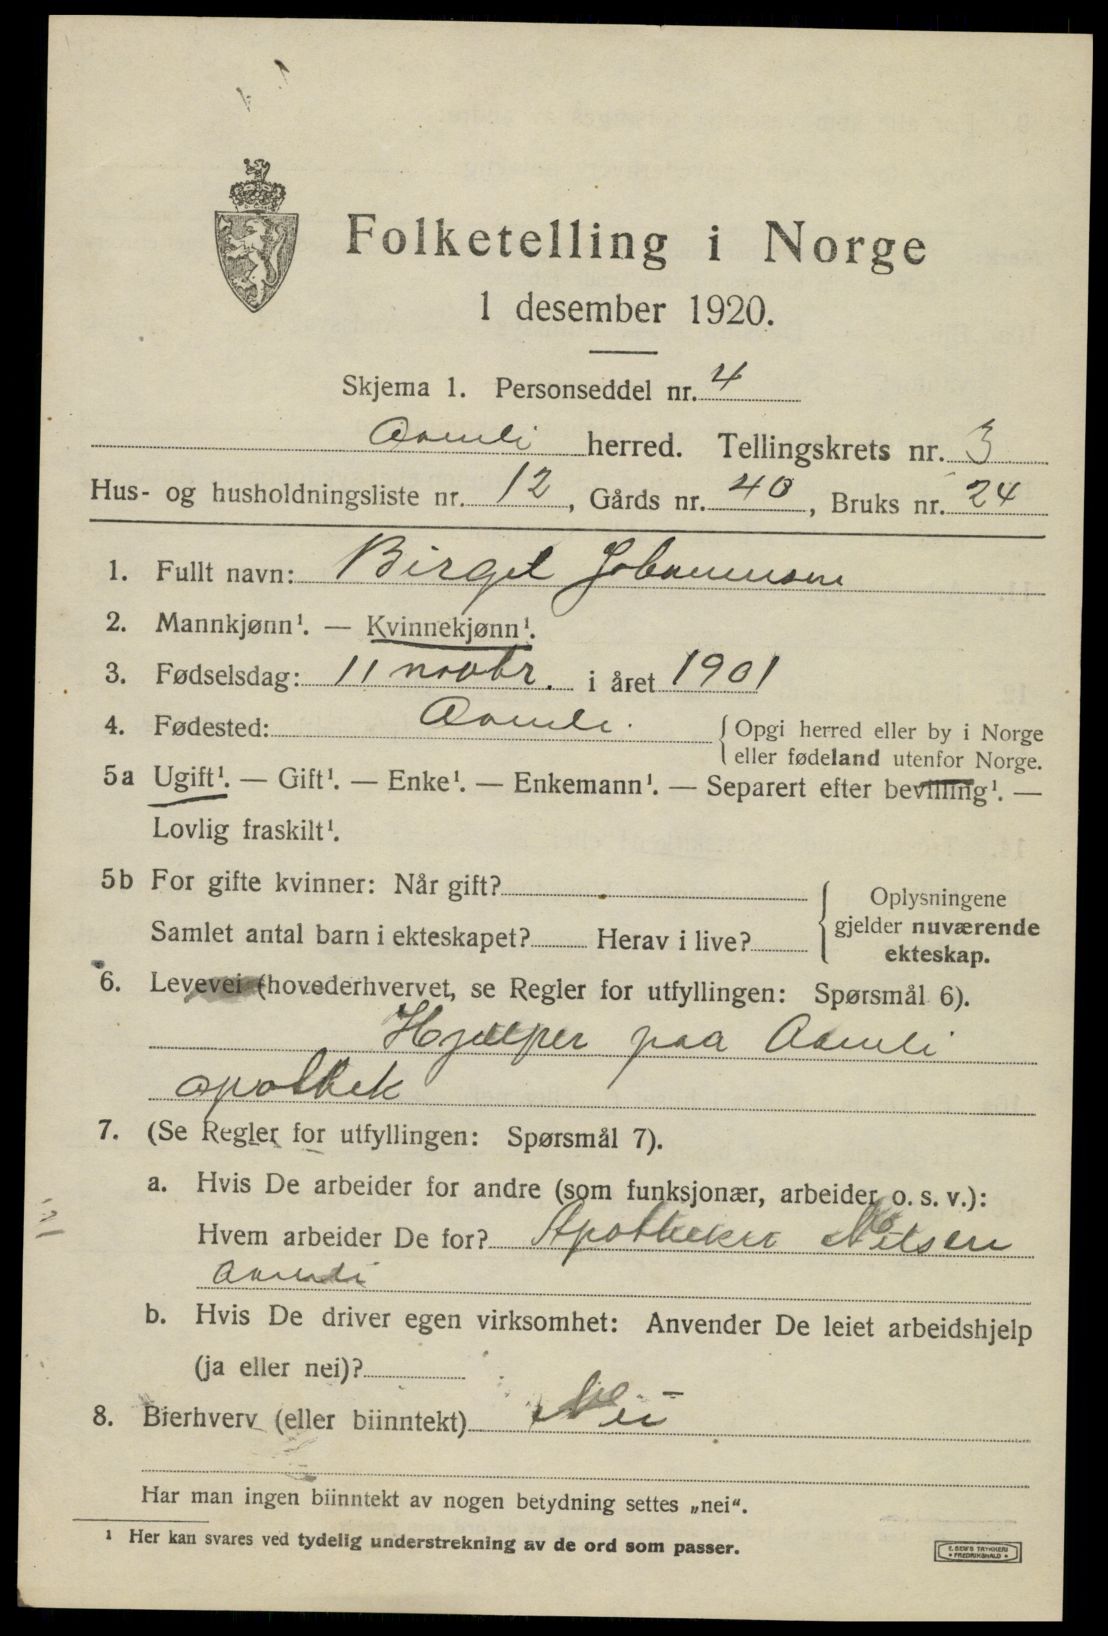 Folketelling i Norge
1 desember 1920.
Skjema 1. Personseddel nr. 4
Aamli herred. Tellingskrets nr. 3
Hus- og husholdningsliste nr. 12, Gårds nr. 40, Bruks nr. 24
1. Fullt navn: Birgit Johannsen
2. Mannkjønn¹. — Kvinnekjønn¹.
3. Fødselsdag: 11 novbr. i året 1901
4. Fødested: Aamli. { Opgi herred eller by i Norge
eller fødeland utenfor Norge.
5a Ugift¹. — Gift¹. — Enke¹. — Enkemann¹. — Separert efter bevilling¹. —
Lovlig fraskilt¹.
5b For gifte kvinner: Når gift?
Samlet antal barn i ekteskapet? Herav i live?
Oplysningene
gjelder nuværende
ekteskap.
6. Levevei (hovederhvervet, se Regler for utfyllingen: Spørsmål 6).
Hjælper paa Aamli
apothek
7. (Se Regler for utfyllingen: Spørsmål 7).
a. Hvis De arbeider for andre (som funksjonær, arbeider o. s. v.):
Hvem arbeider De for? Apotheker Nilsen
Aamli
b. Hvis De driver egen virksomhet: Anvender De leiet arbeidshjelp
(ja eller nei)?
8. Bierhverv (eller biinntekt) Nei
Har man ingen biinntekt av nogen betydning settes „nei“.
¹ Her kan svares ved tydelig understrekning av de ord som passer.
E. SEM'S TRYKKERI
• FREDRIKSHALD •